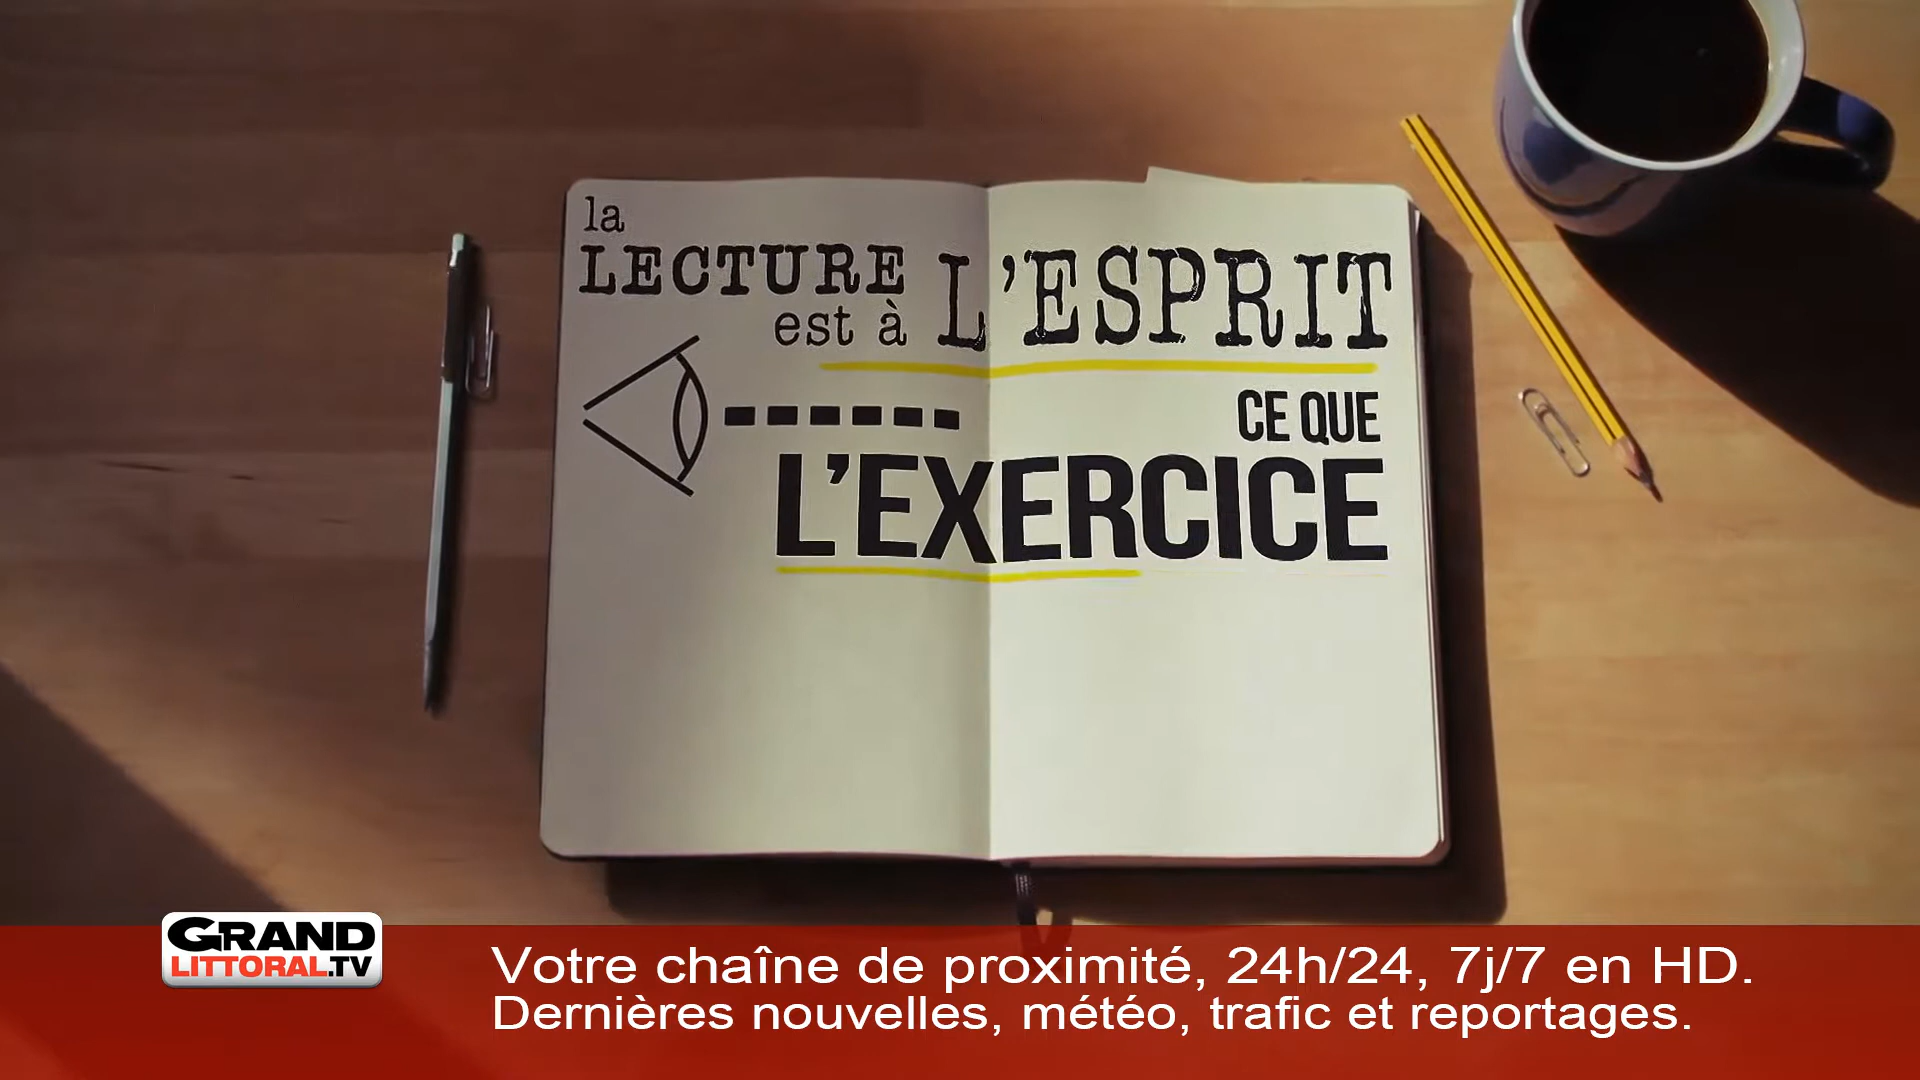 la
LECTURE
est à L'ESPRIT
CE QUE
L'EXERCICE
GRAND
LITTORAL.TV
Votre chaîne de proximité, 24h/24, 7j/7 en HD.
Dernières nouvelles, météo, trafic et reportages.